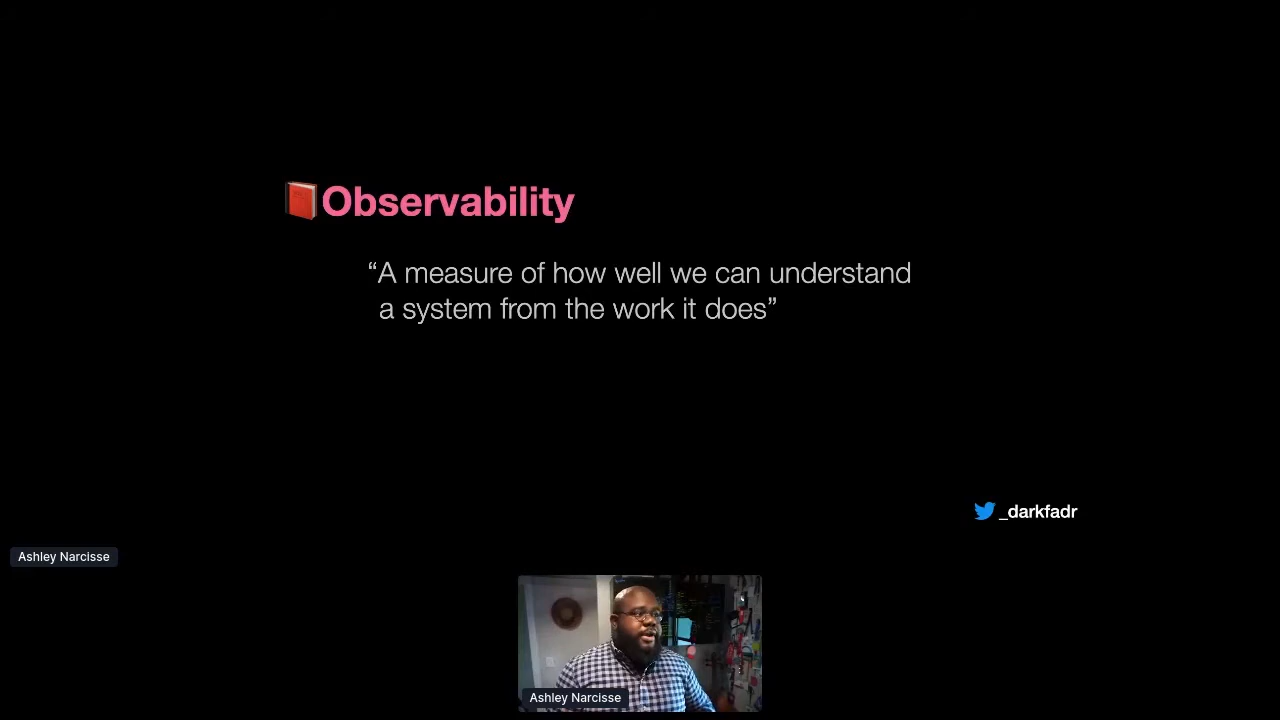 Observability
“A measure of how well we can understand
a system from the work it does”
_darkfadr
Ashley Narcisse
Ashley Narcisse